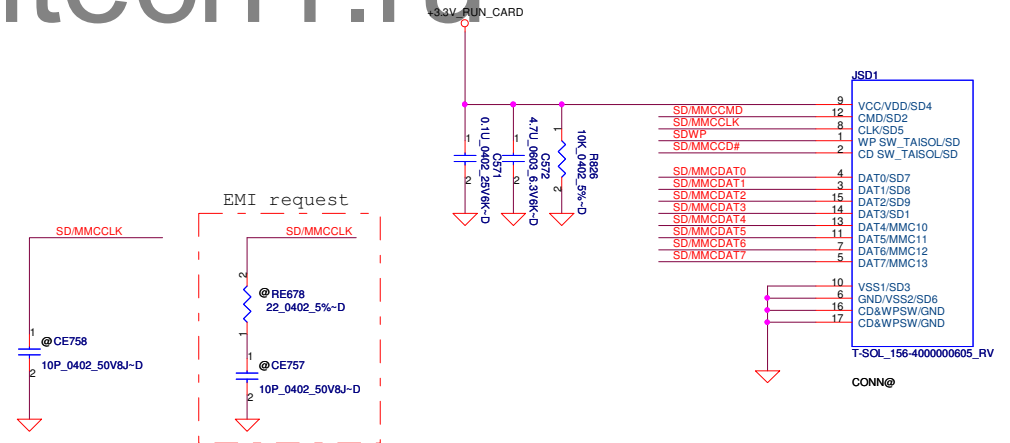 +3.3V_RUN_CARD
JSD1
SD/MMCCMD 9 VCC/VDD/SD4
SD/MMCCLK 12 CMD/SD2
SDWP 8 CLK/SD5
SD/MMCCD# 1 WP SW_TAISOL/SD
2 CD SW_TAISOL/SD
SD/MMCDAT0 4 DAT0/SD7
SD/MMCDAT1 3 DAT1/SD8
SD/MMCDAT2 15 DAT2/SD9
SD/MMCDAT3 14 DAT3/SD1
SD/MMCDAT4 13 DAT4/MMC10
SD/MMCDAT5 11 DAT5/MMC11
SD/MMCDAT6 7 DAT6/MMC12
SD/MMCDAT7 5 DAT7/MMC13
10 VSS1/SD3
6 GND/VSS2/SD6
16 CD&WPSW/GND
17 CD&WPSW/GND
T-SOL_156-4000000605_RV
CONN@
1
2
C571
0.1U_0402_25V6K~D
1
2
C572
4.7U_0603_6.3V6K~D
1
2
R826
10K_0402_5%~D
EMI request
SD/MMCCLK
2
@RE678
22_0402_5%~D
1
1
@CE757
10P_0402_50V8J~D
2
SD/MMCCLK
1
@CE758
10P_0402_50V8J~D
2